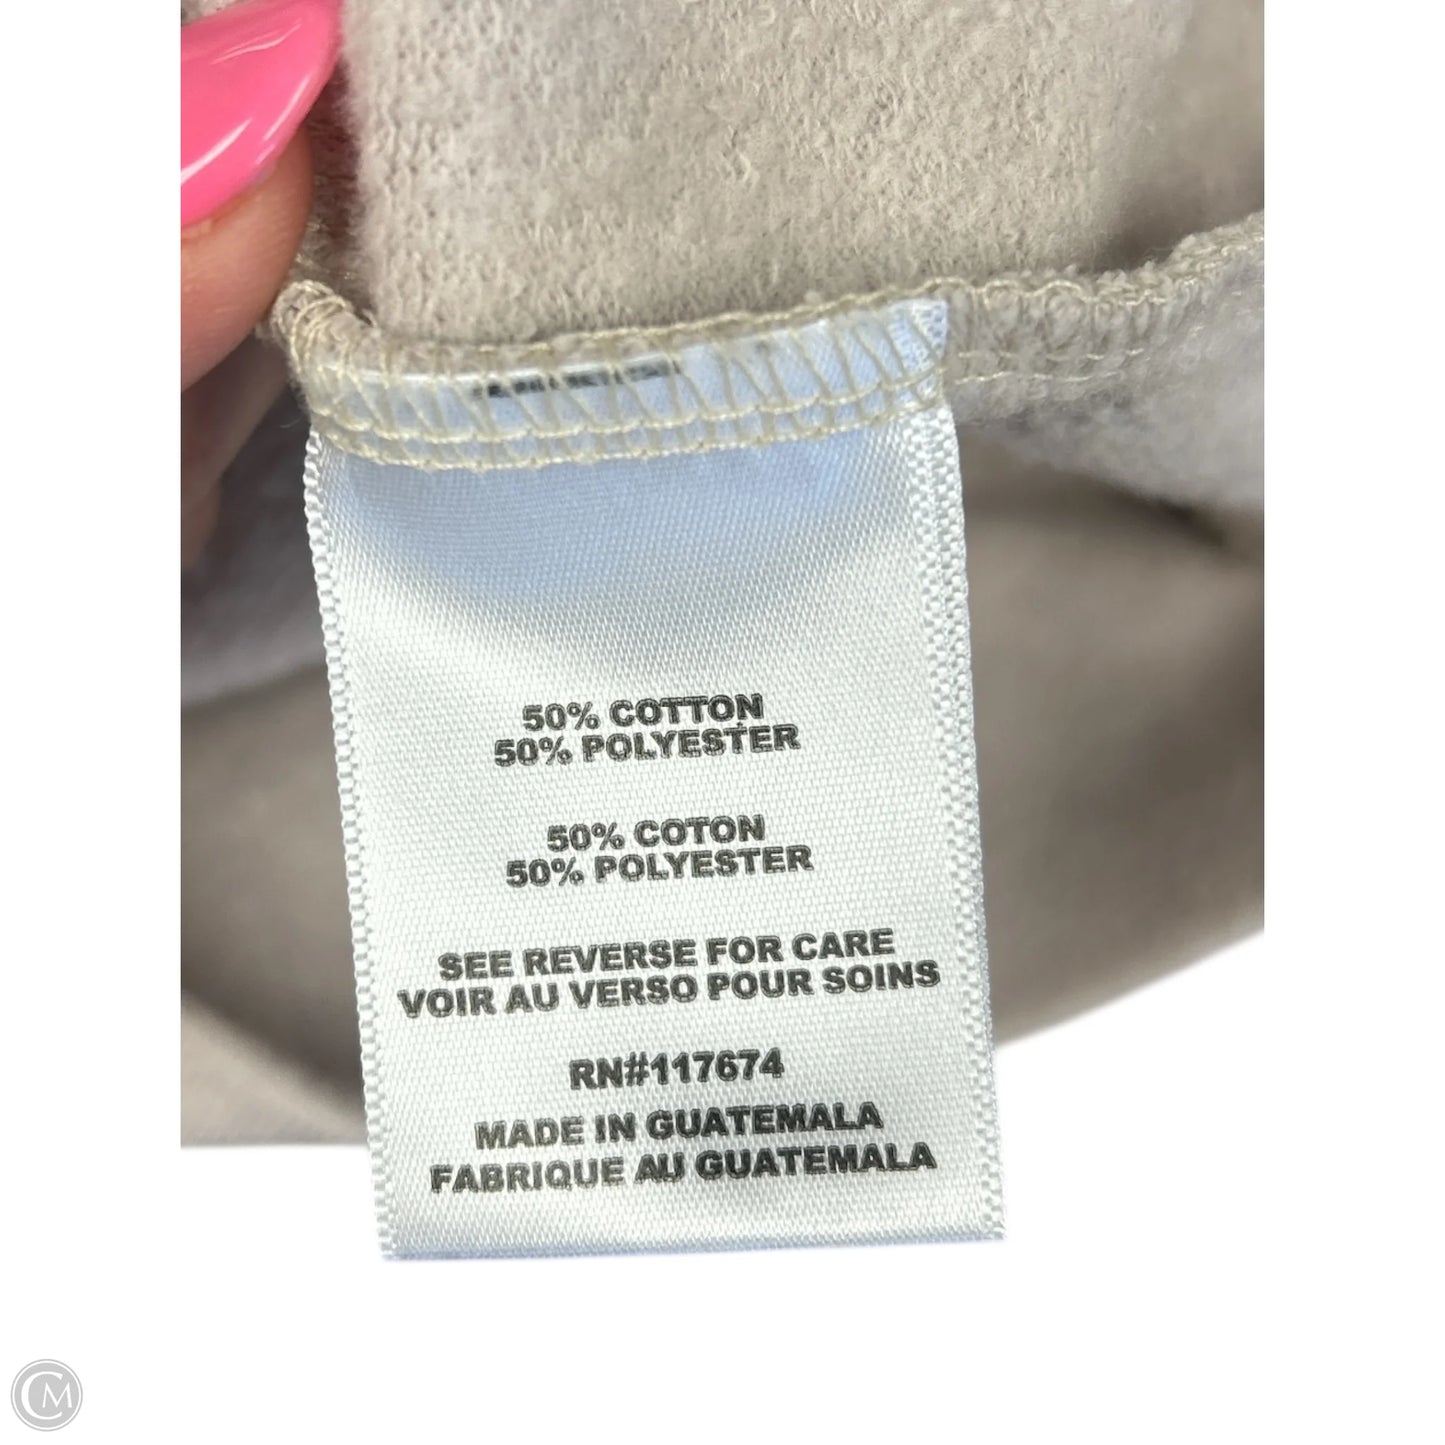 50% COTTON
50% POLYESTER
50% COTON
50% POLYESTER
SEE REVERSE FOR CARE
VOIR AU VERSO POUR SOINS
RN#117674
MADE IN GUATEMALA
FABRIQUE AU GUATEMALA
CM